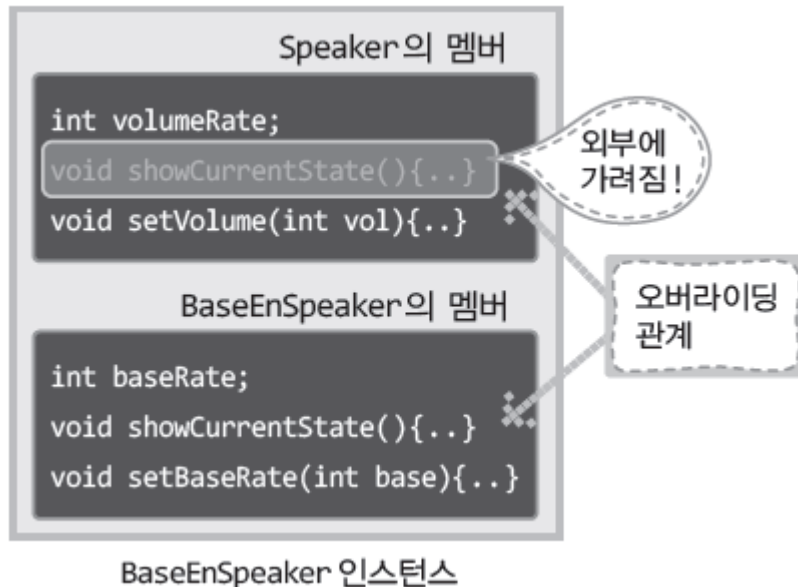 Speaker의 멤버
int volumeRate;
void showCurrentState(){..}
void setVolume(int vol){..}
외부에
가려짐!
오버라이딩
관계
BaseEnSpeaker의 멤버
int baseRate;
void showCurrentState(){..}
void setBaseRate(int base){..}
BaseEnSpeaker 인스턴스